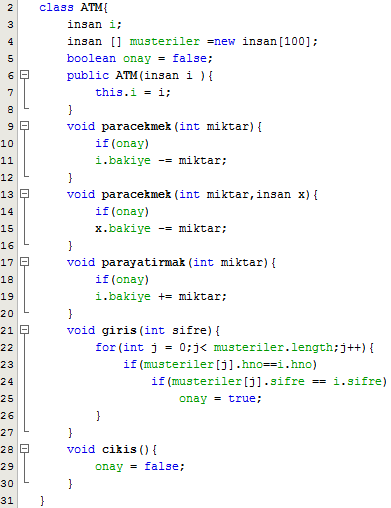 2 class ATM{
3 insan i;
4 insan [] musteriler =new insan[100];
5 boolean onay = false;
6 public ATM(insan i ){
7 this.i = i;
8 }
9 void paracekmek(int miktar){
10 if(onay)
11 i.bakiye -= miktar;
12 }
13 void paracekmek(int miktar,insan x){
14 if(onay)
15 x.bakiye -= miktar;
16 }
17 void parayatirmak(int miktar){
18 if(onay)
19 i.bakiye += miktar;
20 }
21 void giris(int sifre){
22 for(int j = 0;j< musteriler.length;j++){
23 if(musteriler[j].hno==i.hno)
24 if(musteriler[j].sifre == i.sifre)
25 onay = true;
26 }
27 }
28 void cikis(){
29 onay = false;
30 }
31 }